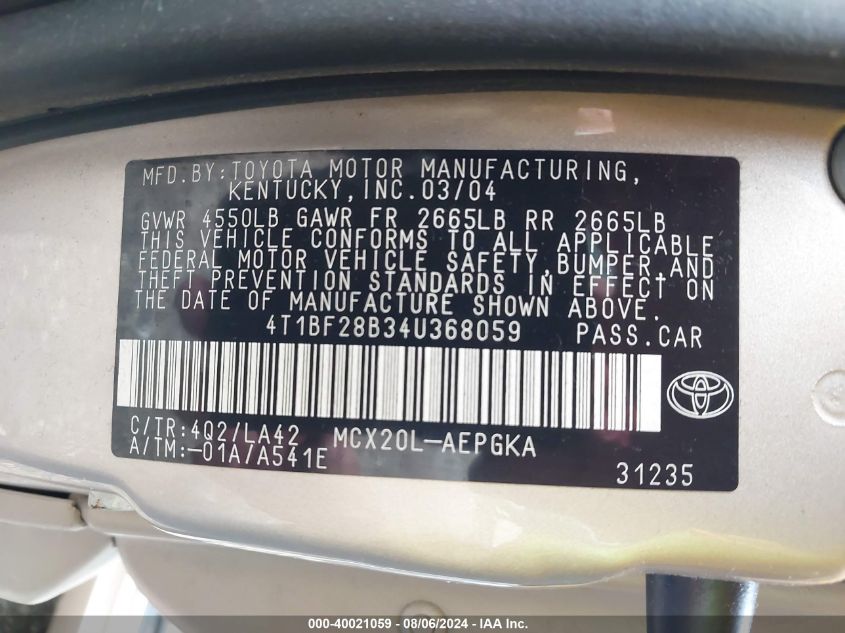 MFD.BY:TOYOTA MOTOR MANUFACTURING,
KENTUCKY,INC.03/04
GVWR 4550LB GAWR FR 2665LB RR 2665LB
THIS VEHICLE CONFORMS TO ALL APPLICABLE
FEDERAL MOTOR VEHICLE SAFETY,BUMPER,AND
THEFT PREVENTION STANDARDS IN EFFECT ON
THE DATE OF MANUFACTURE SHOWN ABOVE.
4T1BF28B34U368059 PASS.CAR
C/TR:4Q2/LA42 MCX20L-AEPGKA
A/TM:-01A/A541E
31235
000-40021059 - 08/06/2024 - IAA Inc.